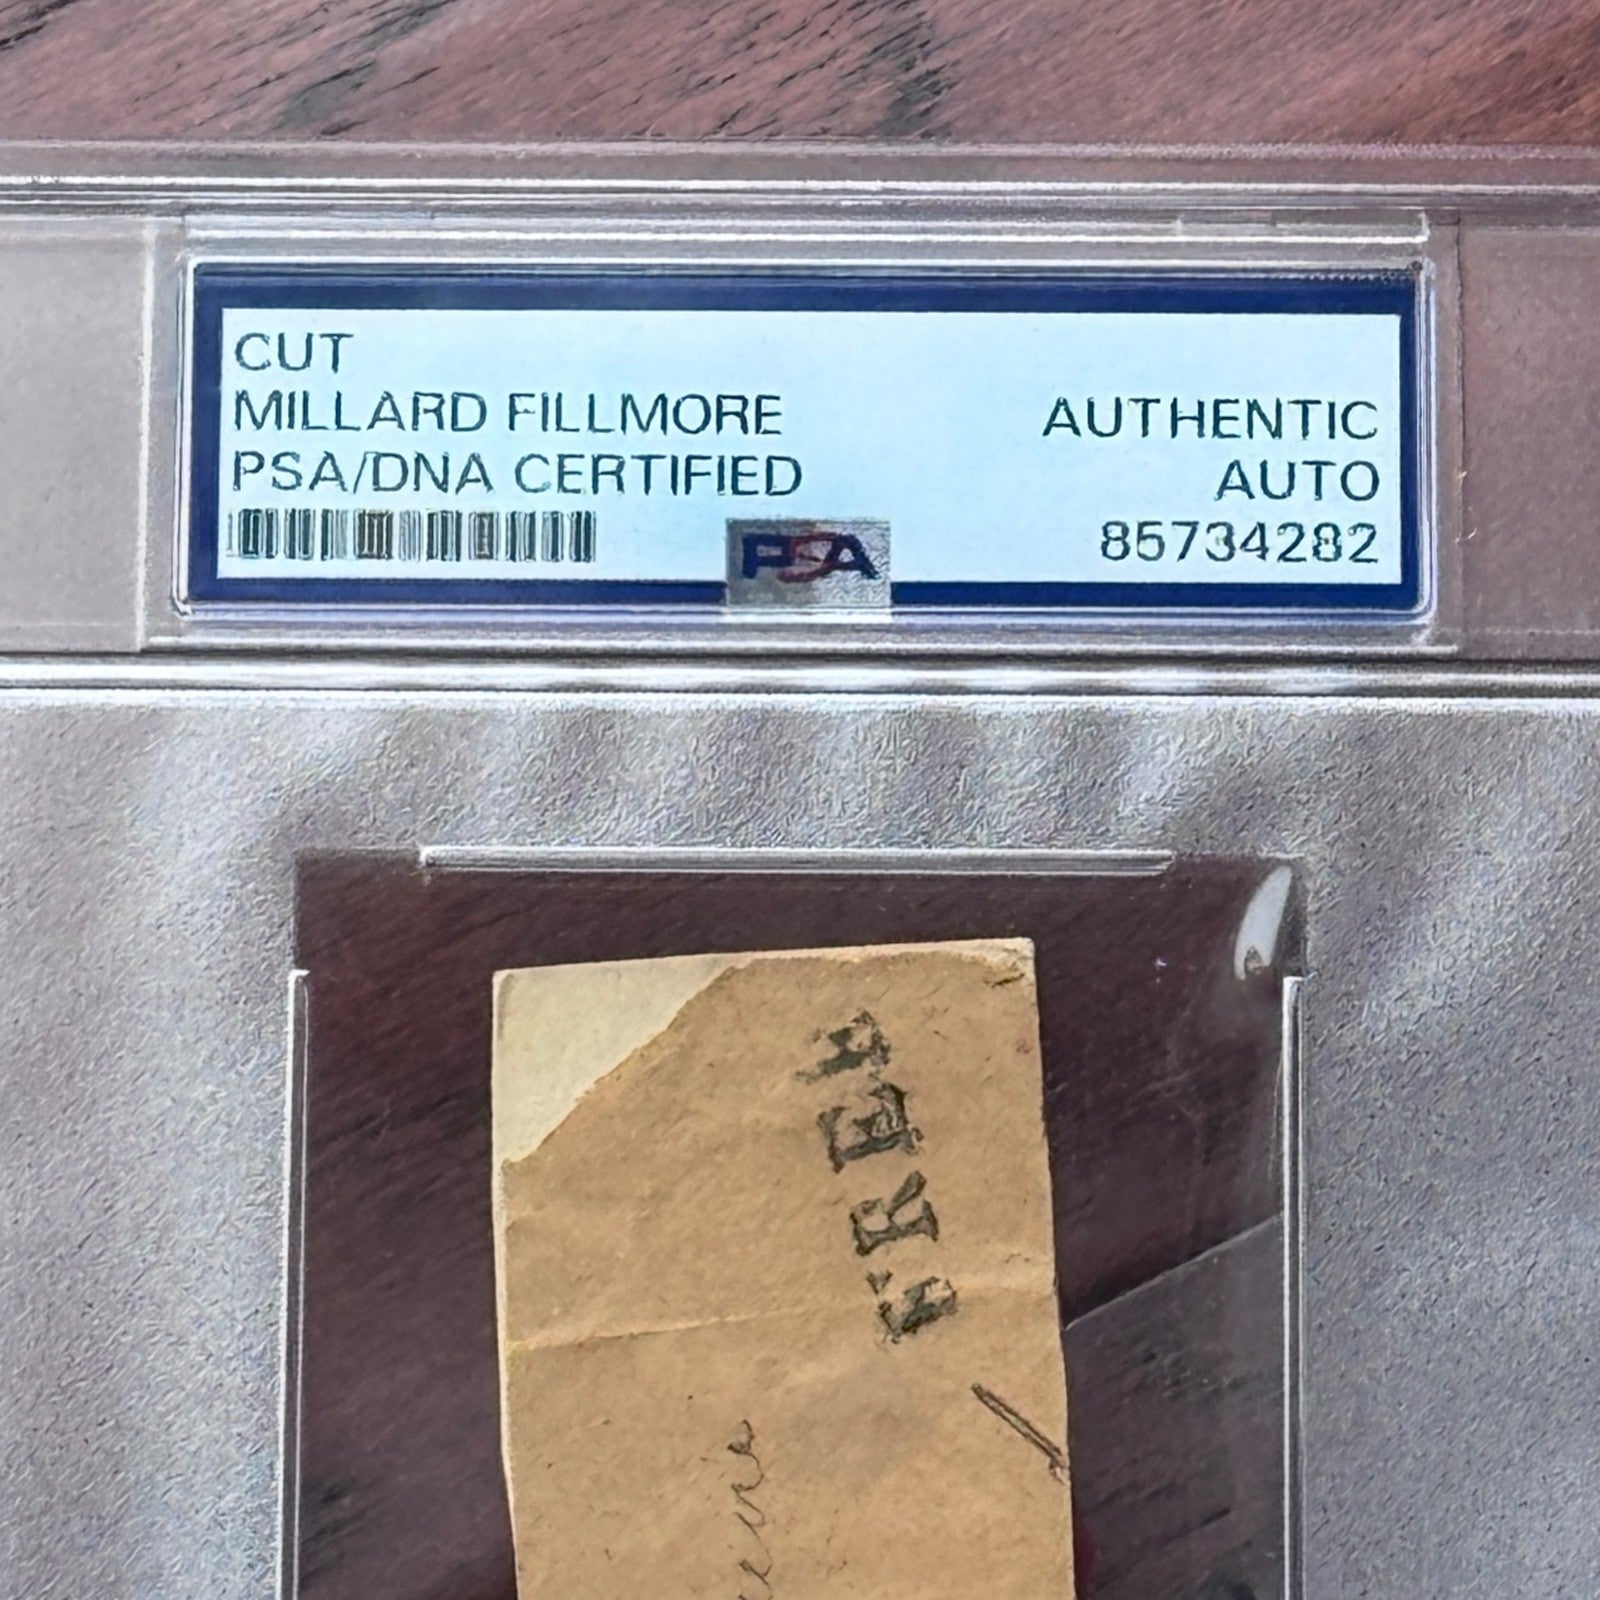 CUT
MILLARD FILLMORE
PSA/DNA CERTIFIED
AUTHENTIC
AUTO
85734282
PSA
FREE